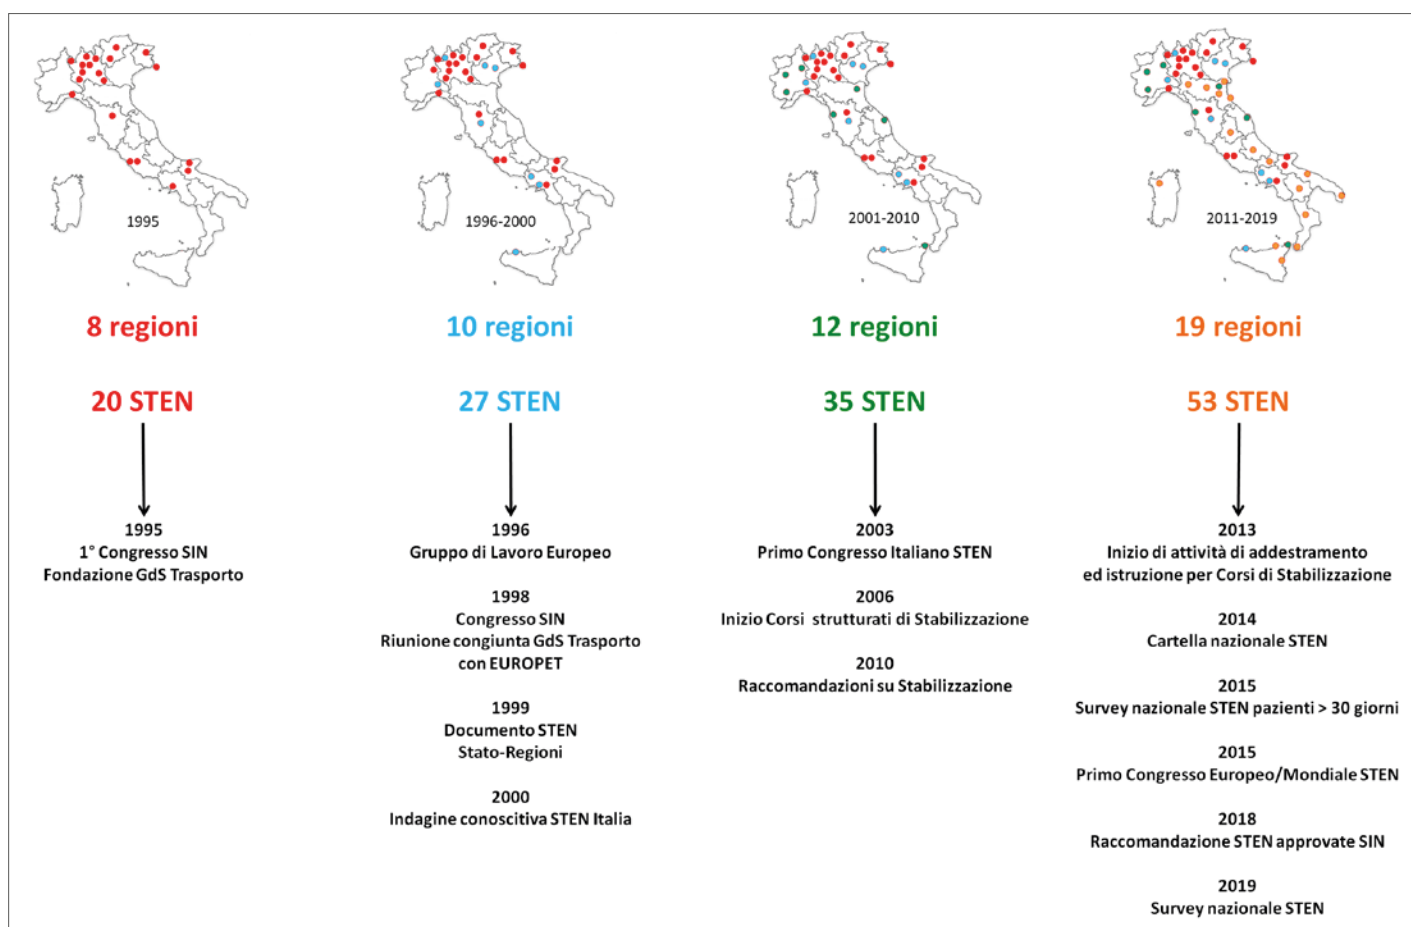 1995
1996-2000
2001-2010
2011-2019
8 regioni
10 regioni
12 regioni
19 regioni
20 STEN
27 STEN
35 STEN
53 STEN
1995
1° Congresso SIN
Fondazione GdS Trasporto
1996
Gruppo di Lavoro Europeo
1998
Congresso SIN
Riunione congiunta GdS Trasporto
con EUROPET
1999
Documento STEN
Stato-Regioni
2000
Indagine conoscitiva STEN Italia
2003
Primo Congresso Italiano STEN
2006
Inizio Corsi strutturati di Stabilizzazione
2010
Raccomandazioni su Stabilizzazione
2013
Inizio di attività di addestramento
ed istruzione per Corsi di Stabilizzazione
2014
Cartella nazionale STEN
2015
Survey nazionale STEN pazienti > 30 giorni
2015
Primo Congresso Europeo/Mondiale STEN
2018
Raccomandazione STEN approvate SIN
2019
Survey nazionale STEN